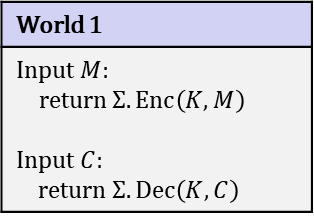 World 1
Input M:
return Σ. Enc(K, M)
Input C:
return Σ. Dec(K, C)